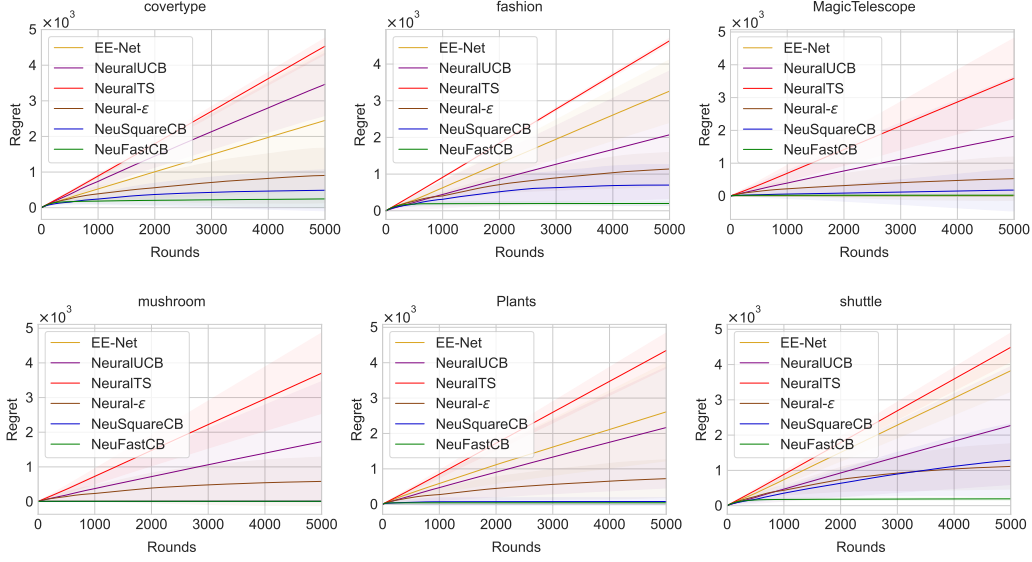 covertype
×10³
Regret
5
4
3
2
1
0
EE-Net
NeuralUCB
NeuralTS
Neural-ε
NeuSquareCB
NeuFastCB
0 1000 2000 3000 4000 5000
Rounds
fashion
×10³
Regret
5
4
3
2
1
0
EE-Net
NeuralUCB
NeuralTS
Neural-ε
NeuSquareCB
NeuFastCB
0 1000 2000 3000 4000 5000
Rounds
MagicTelescope
×10³
Regret
5
4
3
2
1
0
EE-Net
NeuralUCB
NeuralTS
Neural-ε
NeuSquareCB
NeuFastCB
0 1000 2000 3000 4000 5000
Rounds
mushroom
×10³
Regret
5
4
3
2
1
0
EE-Net
NeuralUCB
NeuralTS
Neural-ε
NeuSquareCB
NeuFastCB
0 1000 2000 3000 4000 5000
Rounds
Plants
×10³
Regret
5
4
3
2
1
0
EE-Net
NeuralUCB
NeuralTS
Neural-ε
NeuSquareCB
NeuFastCB
0 1000 2000 3000 4000 5000
Rounds
shuttle
×10³
Regret
5
4
3
2
1
0
EE-Net
NeuralUCB
NeuralTS
Neural-ε
NeuSquareCB
NeuFastCB
0 1000 2000 3000 4000 5000
Rounds